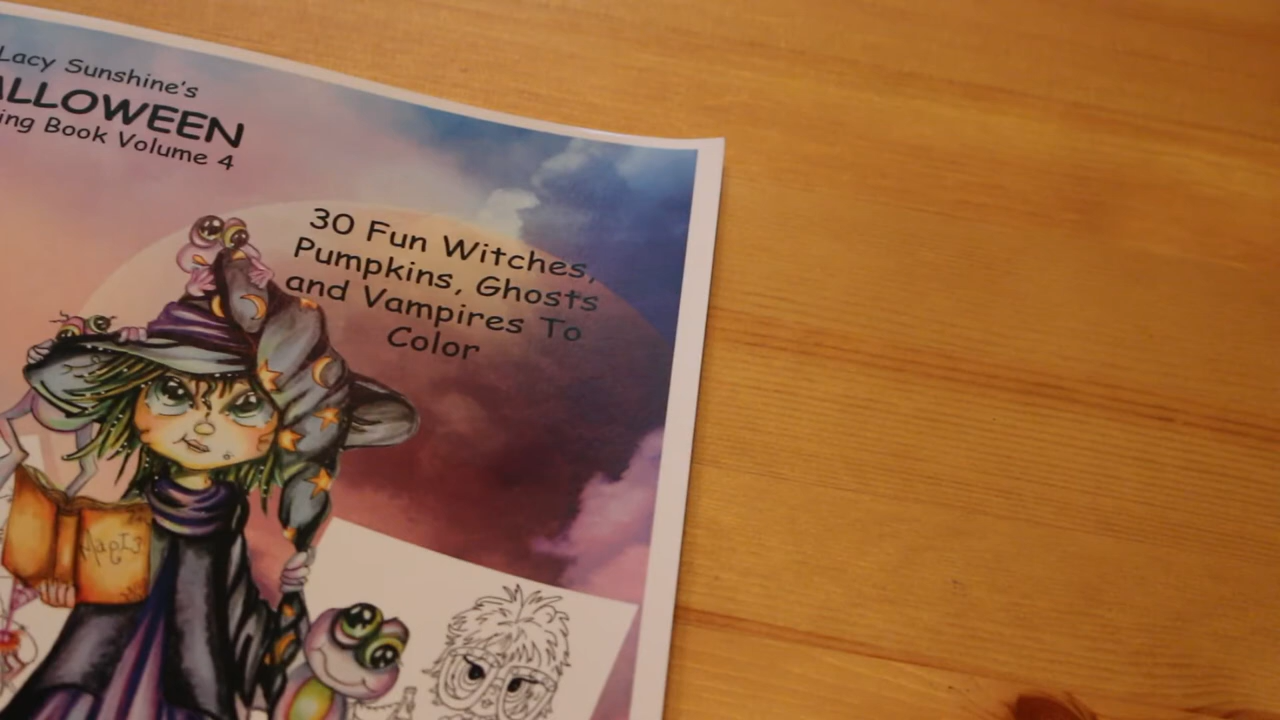 Lacy Sunshine's
ALLOWEEN
ing Book Volume 4
30 Fun Witches,
Pumpkins, Ghosts
and Vampires To
Color